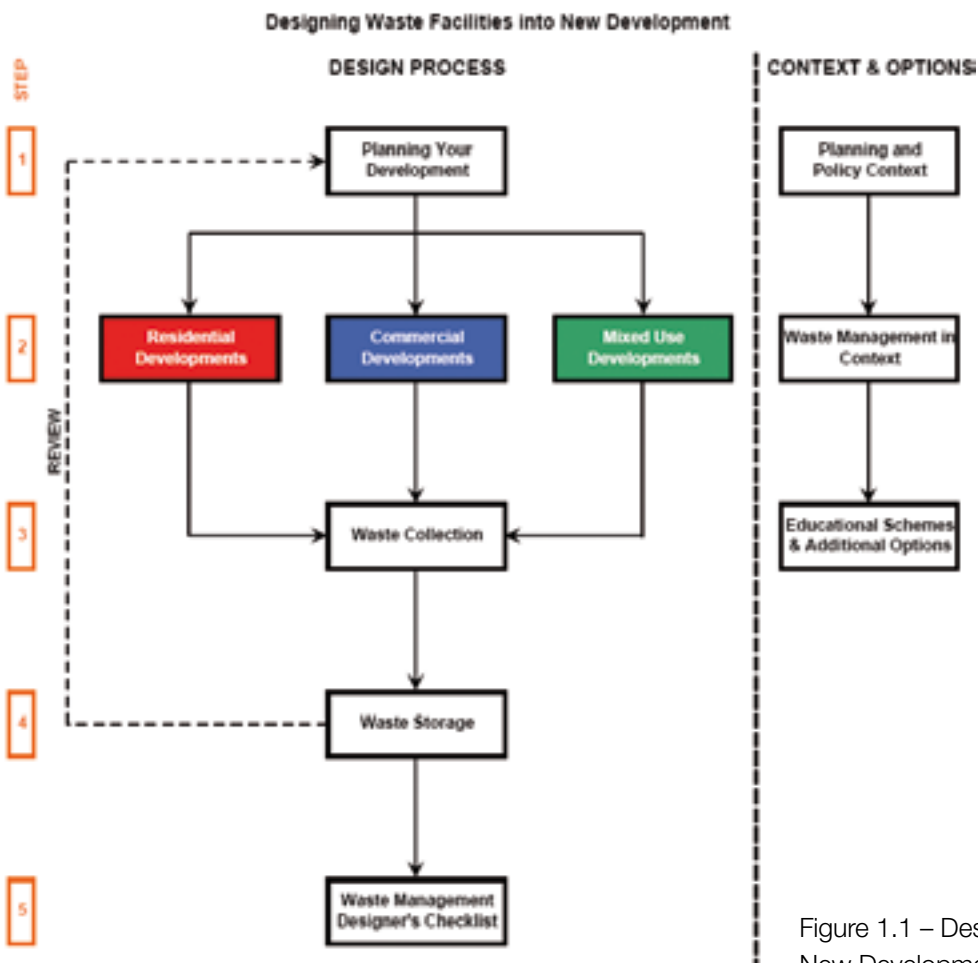 Designing Waste Facilities into New Development
STEP
DESIGN PROCESS
CONTEXT & OPTIONS
1
Planning Your
Development
Planning and
Policy Context
2
Residential
Developments
Commercial
Developments
Mixed Use
Developments
Waste Management in
Context
REVIEW
3
Waste Collection
Educational Schemes
& Additional Options
4
Waste Storage
5
Waste Management
Designer's Checklist
Figure 1.1 – Des
New Developme